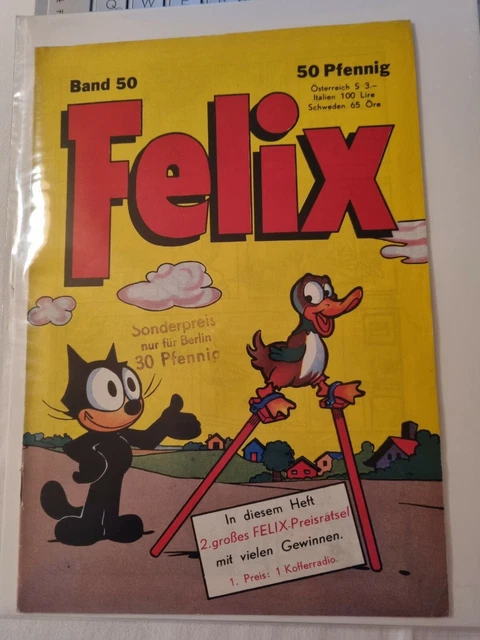 Q W E
Band 50
50 Pfennig
Österreich S 3.–
Italien 100 Lire
Schweden 65 Öre
Felix
Sonderpreis
nur für Berlin
30 Pfennig
In diesem Heft
2. großes FELIX-Preisrätsel
mit vielen Gewinnen.
1. Preis: 1 Kofferradio.